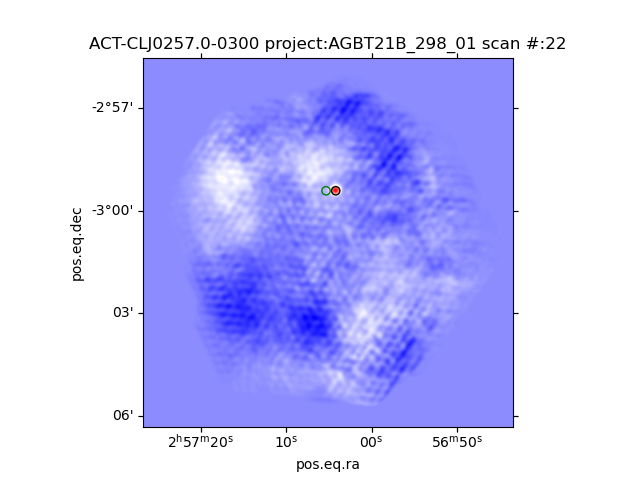 ACT-CLJ0257.0-0300 project:AGBT21B_298_01 scan #:22
-2°57'
-3°00'
03'
06'
pos.eq.dec
2ʰ57ᵐ20ˢ 10ˢ 00ˢ 56ᵐ50ˢ
pos.eq.ra